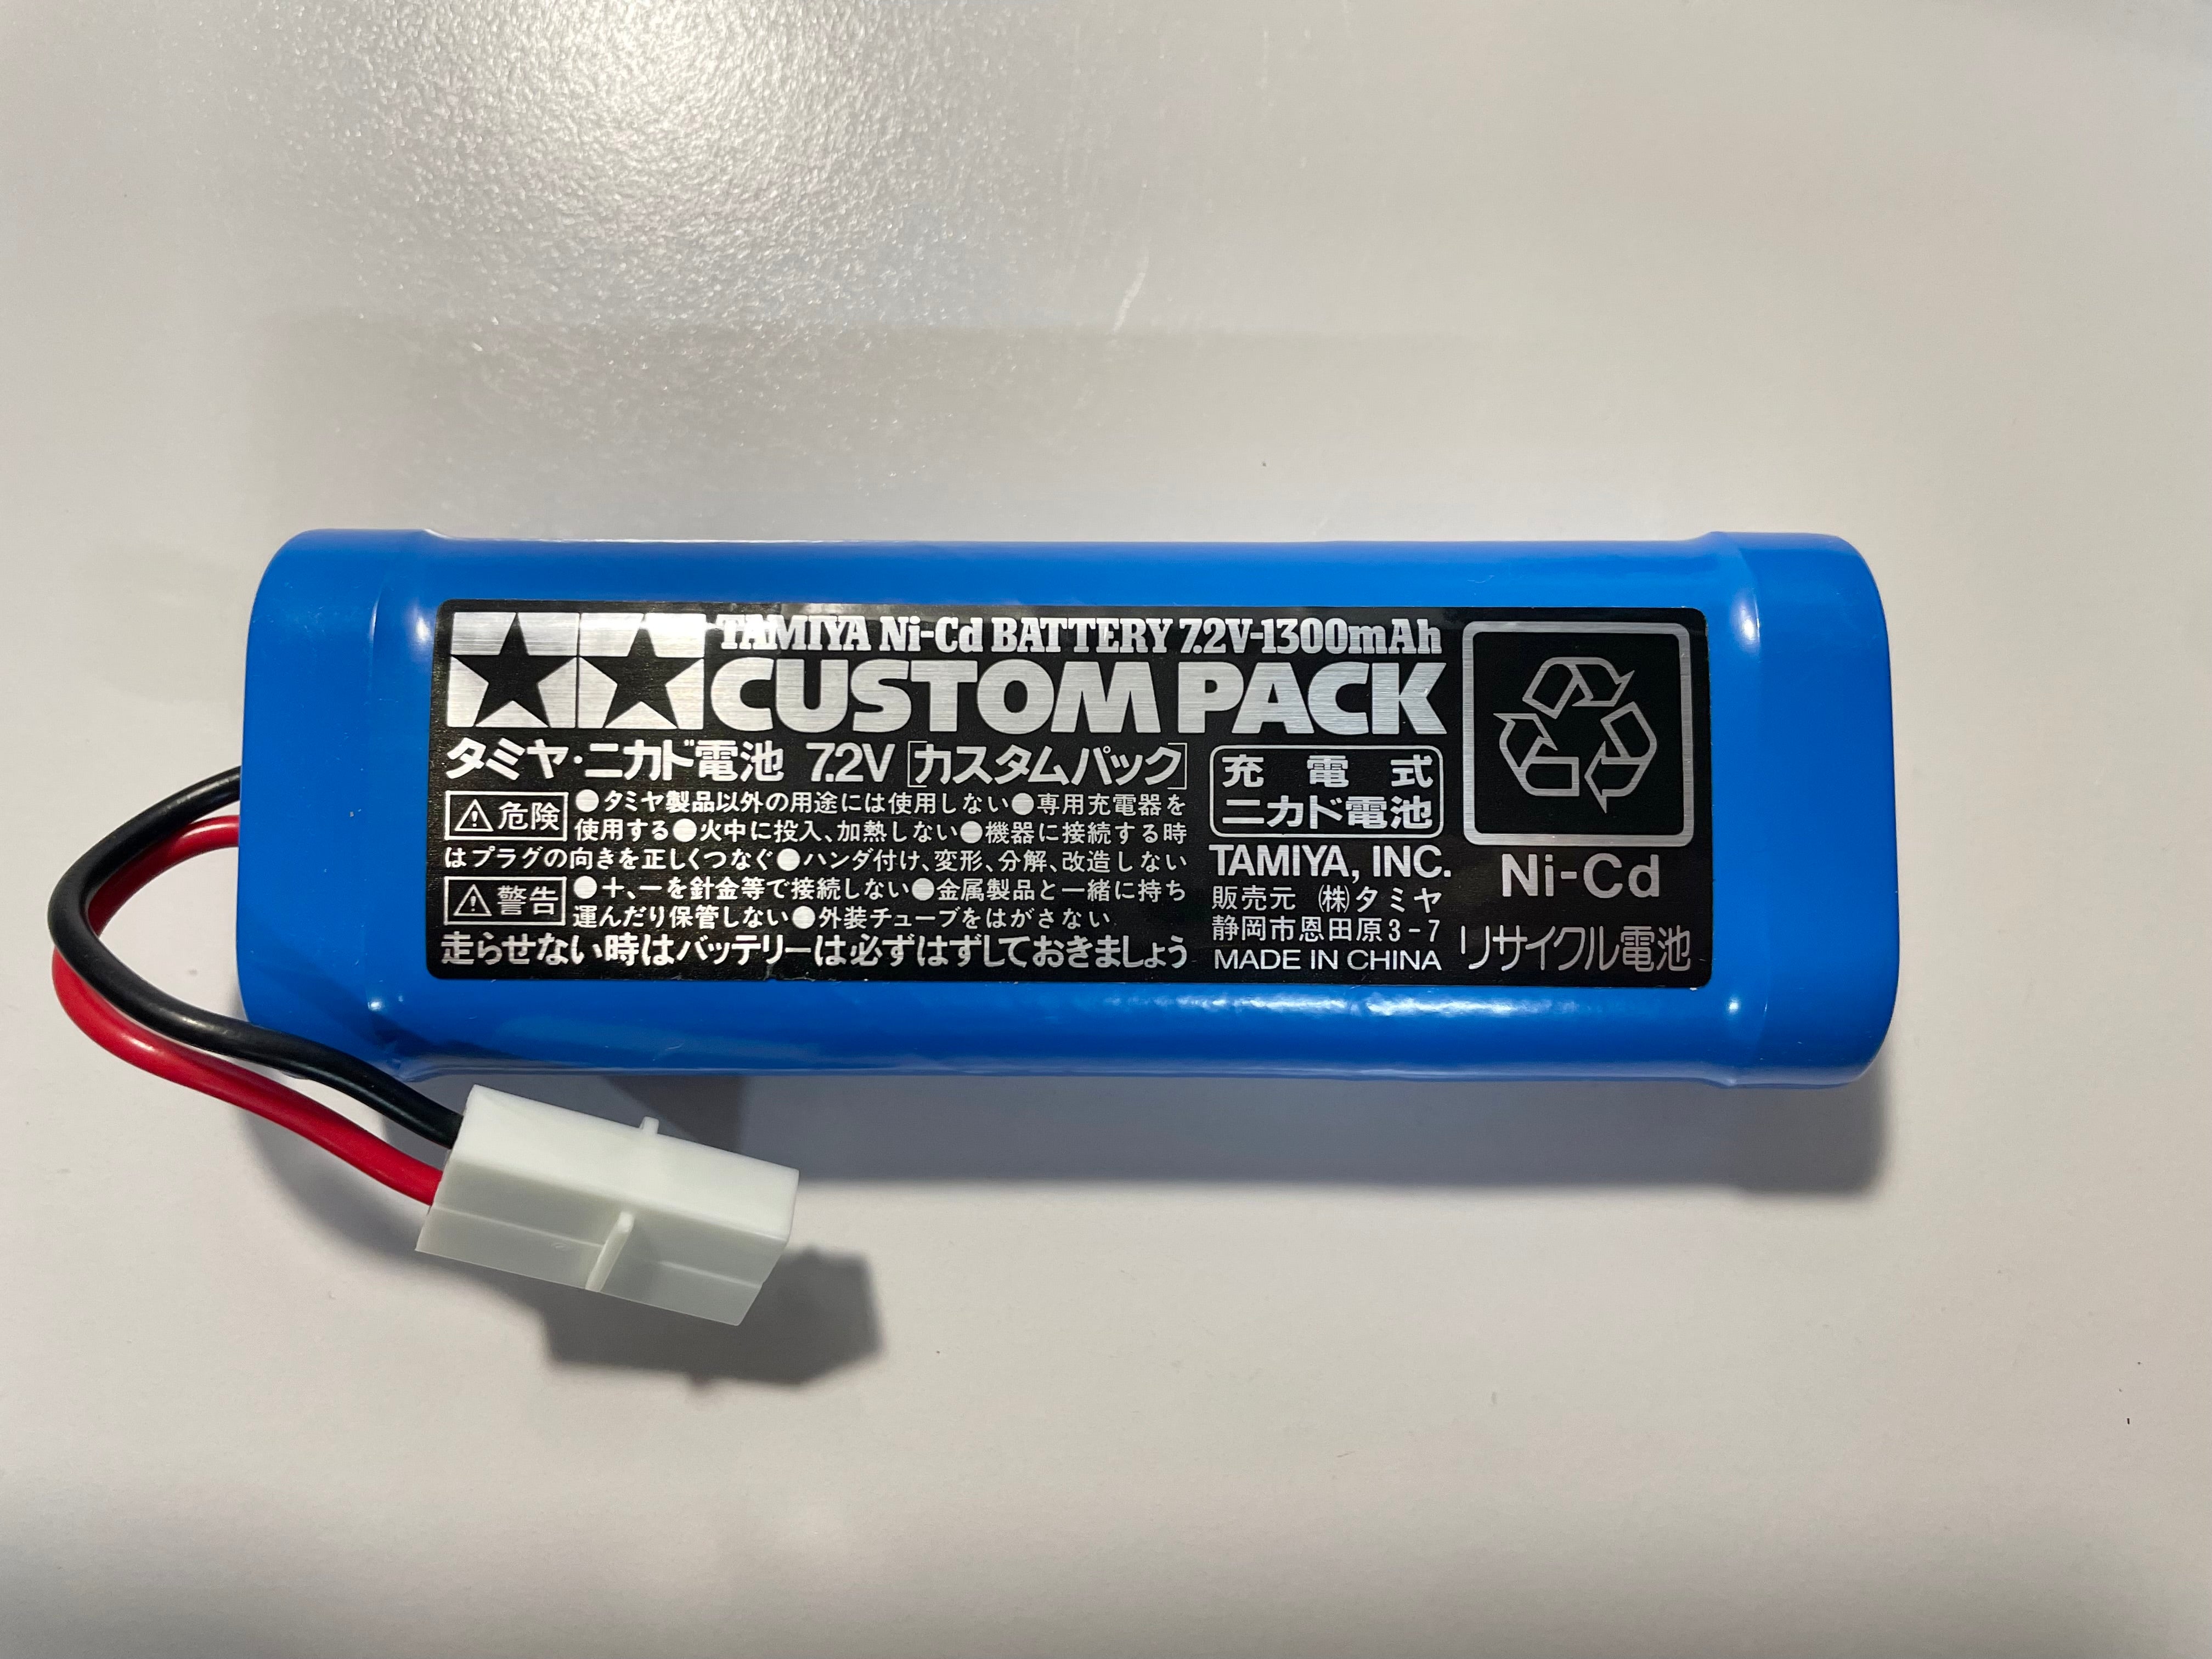 TAMIYA Ni-Cd BATTERY 7.2V-1300mAh
CUSTOM PACK
タミヤ・ニカド電池 7.2V [カスタムパック]
⚠危険 ●タミヤ製品以外の用途には使用しない●専用充電器を
使用する●火中に投入、加熱しない●機器に接続する時
はプラグの向きを正しくつなぐ●ハンダ付け、変形、分解、改造しない
⚠警告 ●＋、－を針金等で接続しない●金属製品と一緒に持ち
運んだり保管しない●外装チューブをはがさない
走らせない時はバッテリーは必ずはずしておきましょう
充電式
ニカド電池
TAMIYA, INC.
販売元 ㈱タミヤ
静岡市恩田原3-7
MADE IN CHINA
Ni-Cd
リサイクル電池